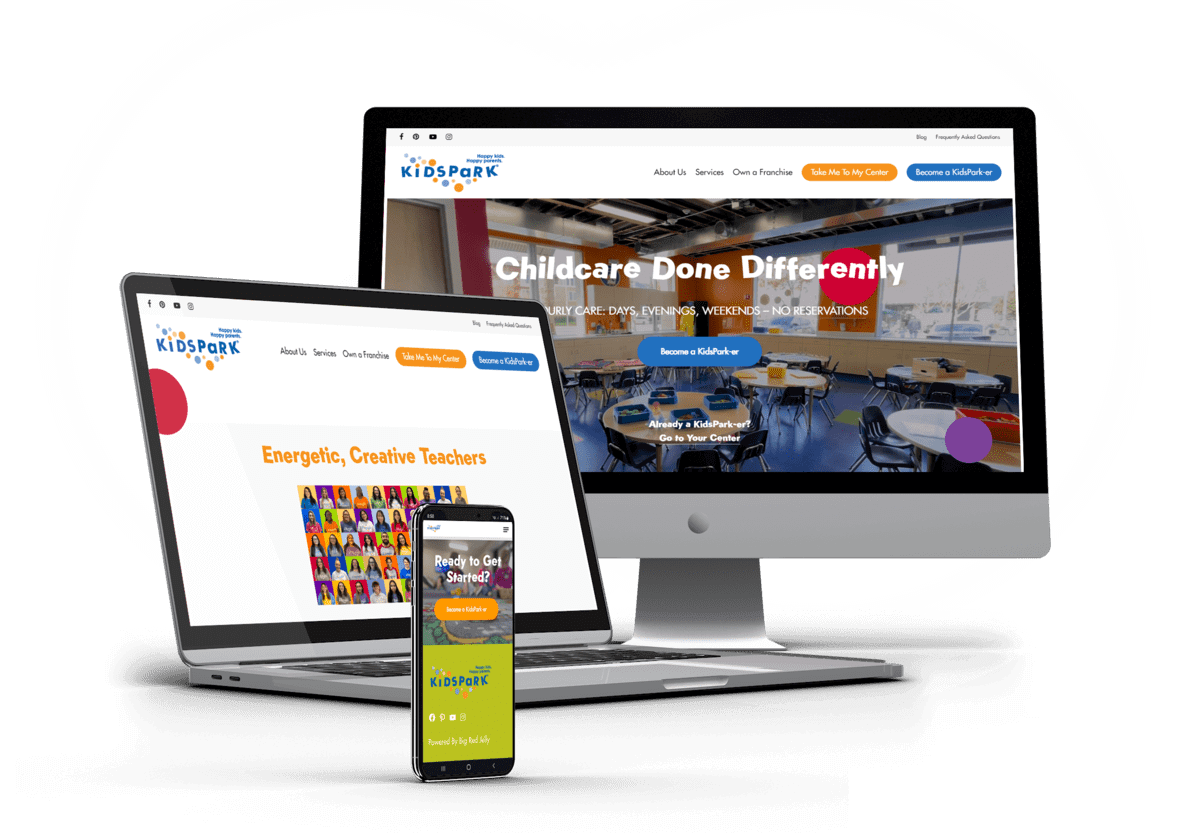 Blog Frequently Asked Questions
Happy kids.
Happy parents.
KiDSPaRK
About Us Services Own a Franchise Take Me To My Center Become a KidsPark-er
Childcare Done Differently
URLY CARE: DAYS, EVENINGS, WEEKENDS – NO RESERVATIONS
Become a KidsPark-er
Already a KidsPark-er?
Go to Your Center
Blog Frequently Asked Questions
Happy kids.
Happy parents.
KiDSPaRK
About Us Services Own a Franchise Take Me To My Center Become a KidsPark-er
Energetic, Creative Teachers
Ready to Get
Started?
Become a KidsPark-er
Happy kids.
Happy parents.
KiDSPaRK
Powered By Big Red Jelly